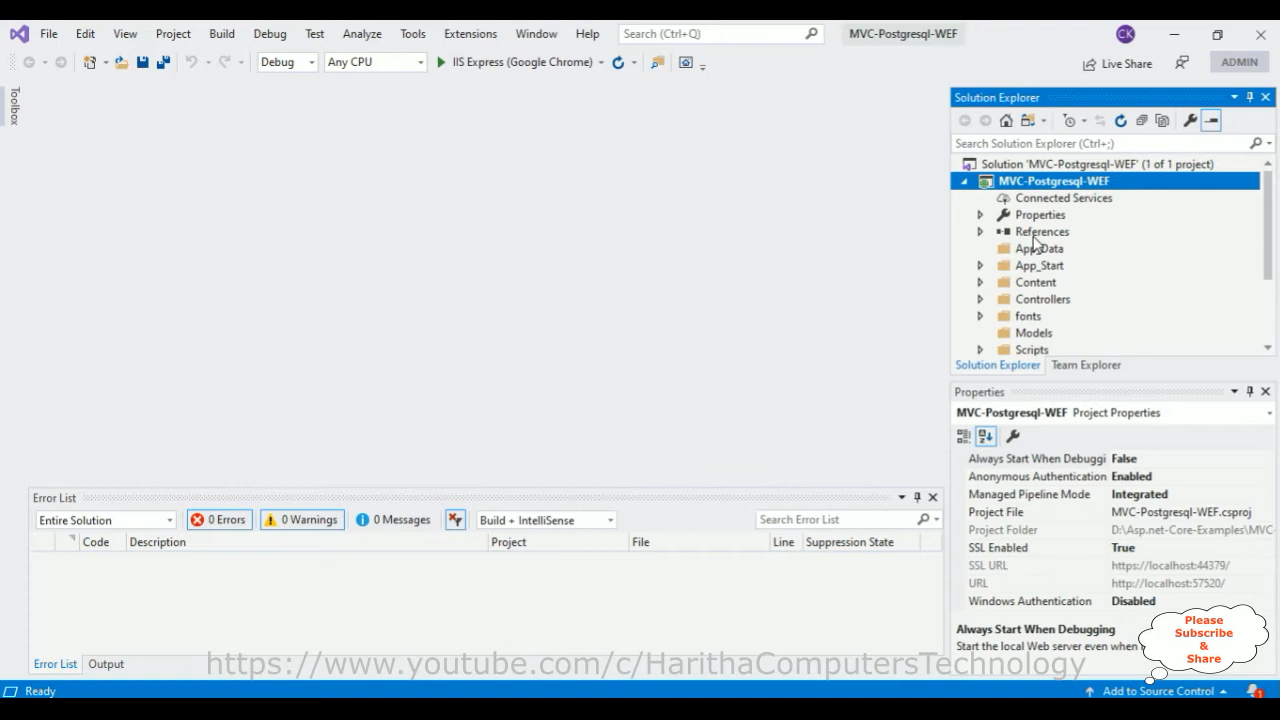 File Edit View Project Build Debug Test Analyze Tools Extensions Window Help Search (Ctrl+Q) MVC-Postgresql-WEF CK
Debug Any CPU IIS Express (Google Chrome) Live Share ADMIN
Toolbox
Solution Explorer
Search Solution Explorer (Ctrl+;)
Solution 'MVC-Postgresql-WEF' (1 of 1 project)
MVC-Postgresql-WEF
Connected Services
Properties
References
App_Data
App_Start
Content
Controllers
fonts
Models
Scripts
Solution Explorer Team Explorer
Properties
MVC-Postgresql-WEF Project Properties
Always Start When Debuggi False
Anonymous Authentication Enabled
Managed Pipeline Mode Integrated
Project File MVC-Postgresql-WEF.csproj
Project Folder D:\Asp.net-Core-Examples\MVC
SSL Enabled True
SSL URL https://localhost:44379/
URL http://localhost:57520/
Windows Authentication Disabled
Always Start When Debugging
Start the local Web server even when
Please
Subscribe
&
Share
Error List
Entire Solution 0 Errors 0 Warnings 0 Messages Build + IntelliSense Search Error List
Code Description Project File Line Suppression State
Error List Output
https://www.youtube.com/c/HarithaComputersTechnology
Ready Add to Source Control 1